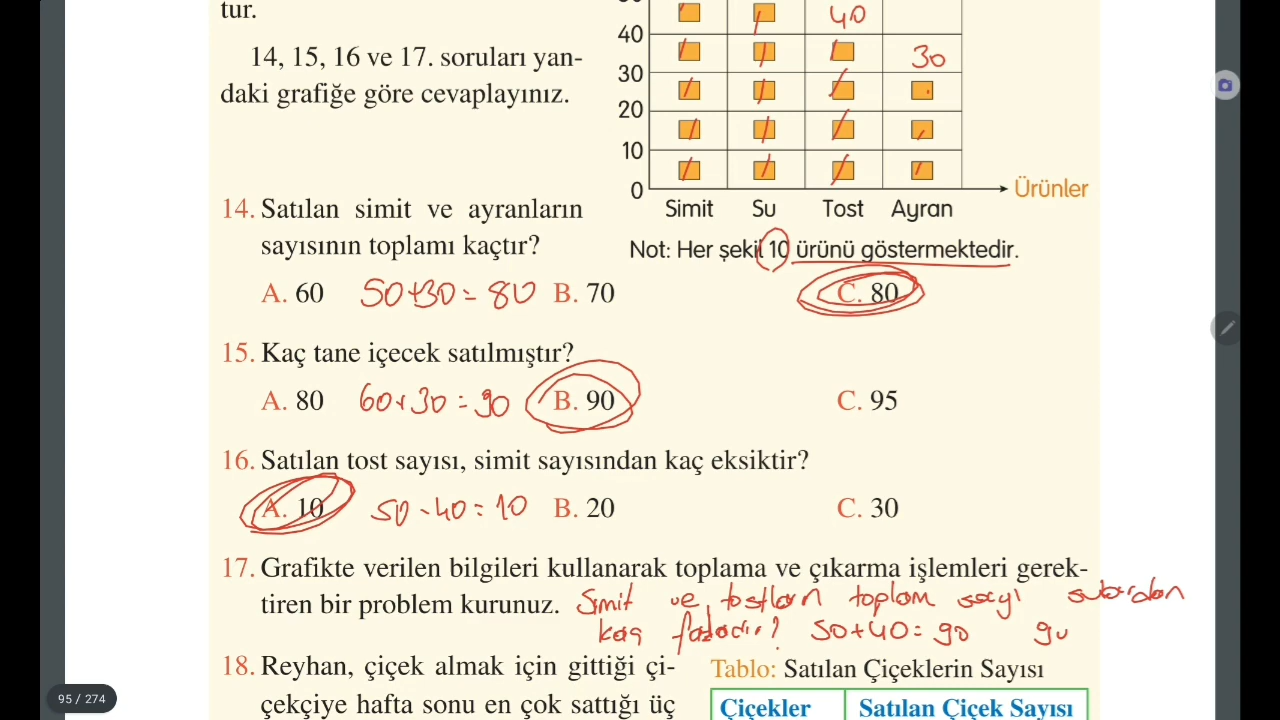 tur.
14, 15, 16 ve 17. soruları yan-
daki grafiğe göre cevaplayınız.
40
40
30
30
20
10
0
Ürünler
Simit Su Tost Ayran
Not: Her şekil 10 ürünü göstermektedir.
14. Satılan simit ve ayranların
sayısının toplamı kaçtır?
A. 60 50+30=80 B. 70 C. 80
15. Kaç tane içecek satılmıştır?
A. 80 60+30=90 B. 90 C. 95
16. Satılan tost sayısı, simit sayısından kaç eksiktir?
A. 10 50-40=10 B. 20 C. 30
17. Grafikte verilen bilgileri kullanarak toplama ve çıkarma işlemleri gerek-
tiren bir problem kurunuz. Simit ve tostların toplam sayı sulardan
kaç fazladır? 50+40=90 90
18. Reyhan, çiçek almak için gittiği çi-
çekçiye hafta sonu en çok sattığı üç
Tablo: Satılan Çiçeklerin Sayısı
Çiçekler Satılan Çiçek Sayısı
95 / 274